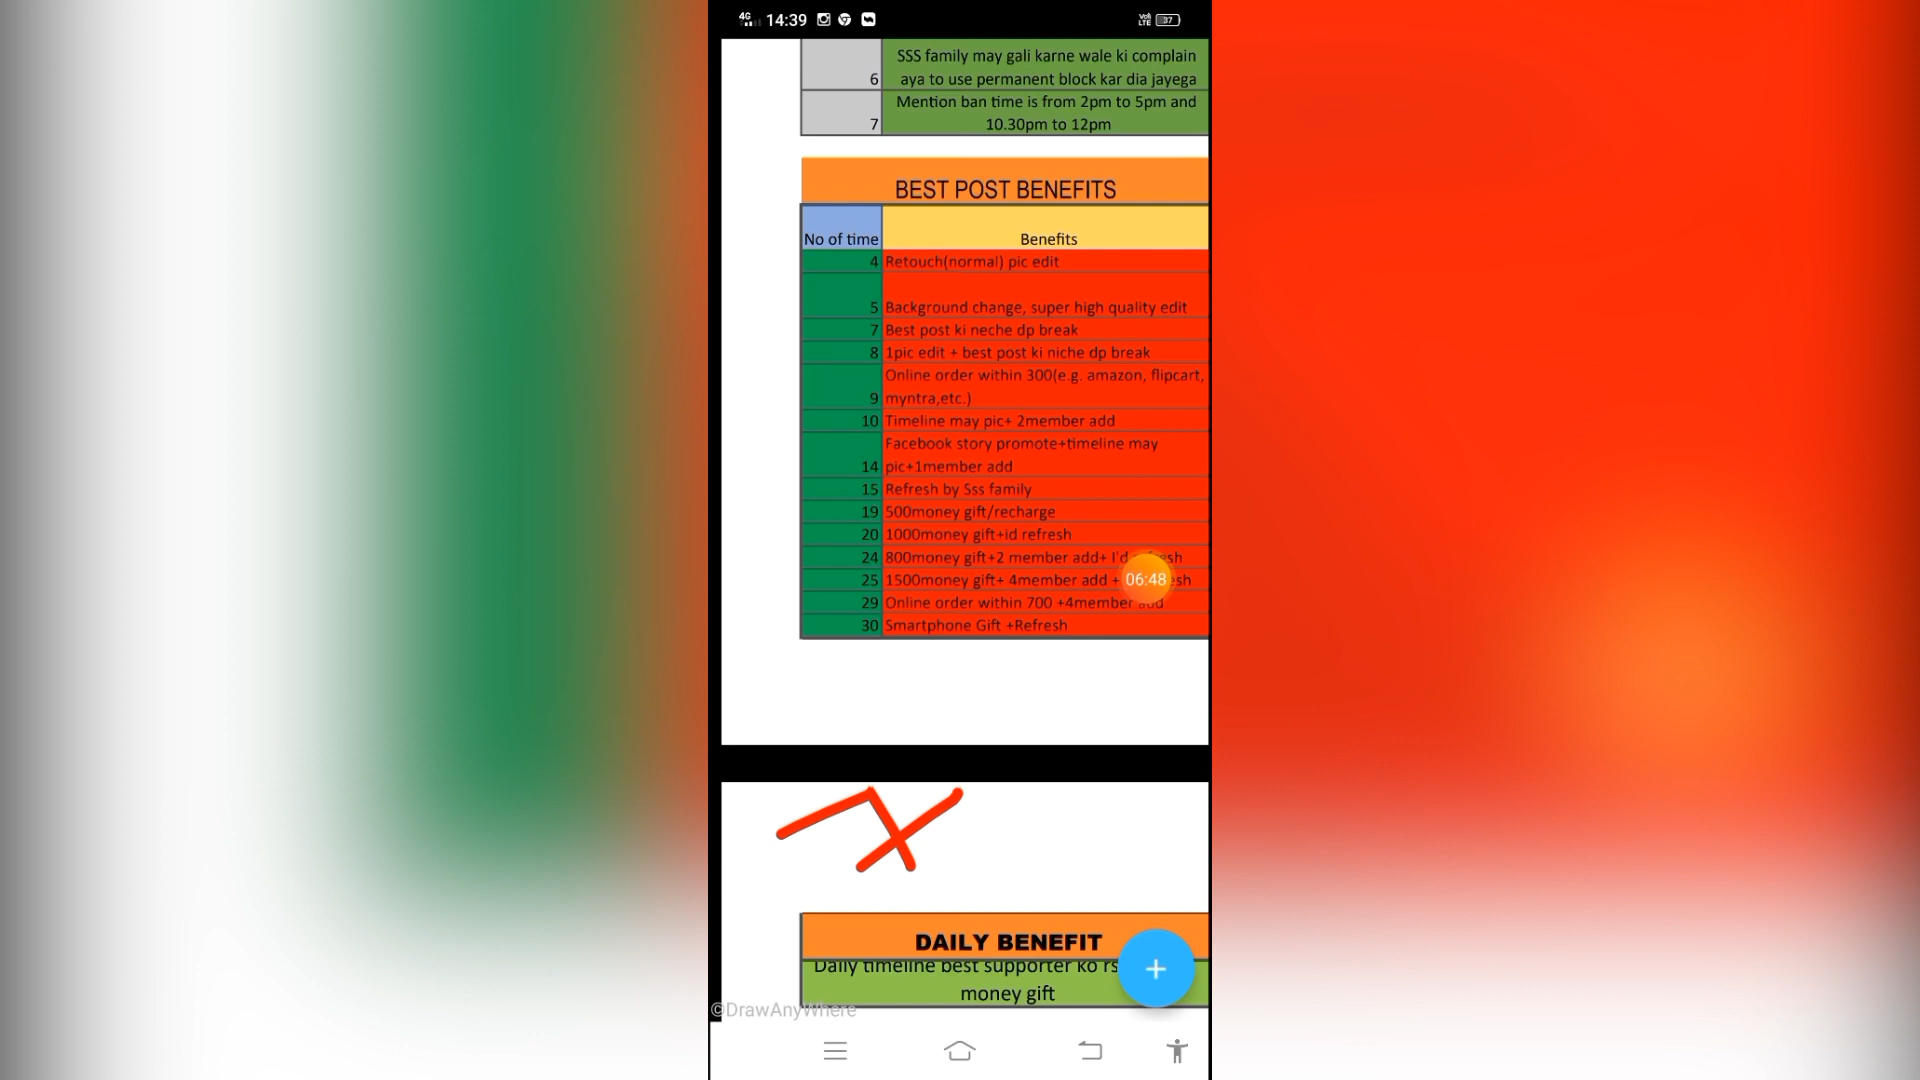 4G 14:39 VoLTE 37
SSS family may gali karne wale ki complain
6 aya to use permanent block kar dia jayega
Mention ban time is from 2pm to 5pm and
7 10.30pm to 12pm
BEST POST BENEFITS
No of time Benefits
4 Retouch(normal) pic edit
5 Background change, super high quality edit
7 Best post ki neche dp break
8 1pic edit + best post ki niche dp break
Online order within 300(e.g. amazon, flipcart,
9 myntra,etc.)
10 Timeline may pic+ 2member add
Facebook story promote+timeline may
14 pic+1member add
15 Refresh by Sss family
19 500money gift/recharge
20 1000money gift+id refresh
24 800money gift+2 member add+
25 1500money gift+ 4member add +
06:48
29 Online order within 700 +4member add
30 Smartphone Gift +Refresh
DAILY BENEFIT
Daily timeline best supporter ko rs
money gift
+
©DrawAnyWhere